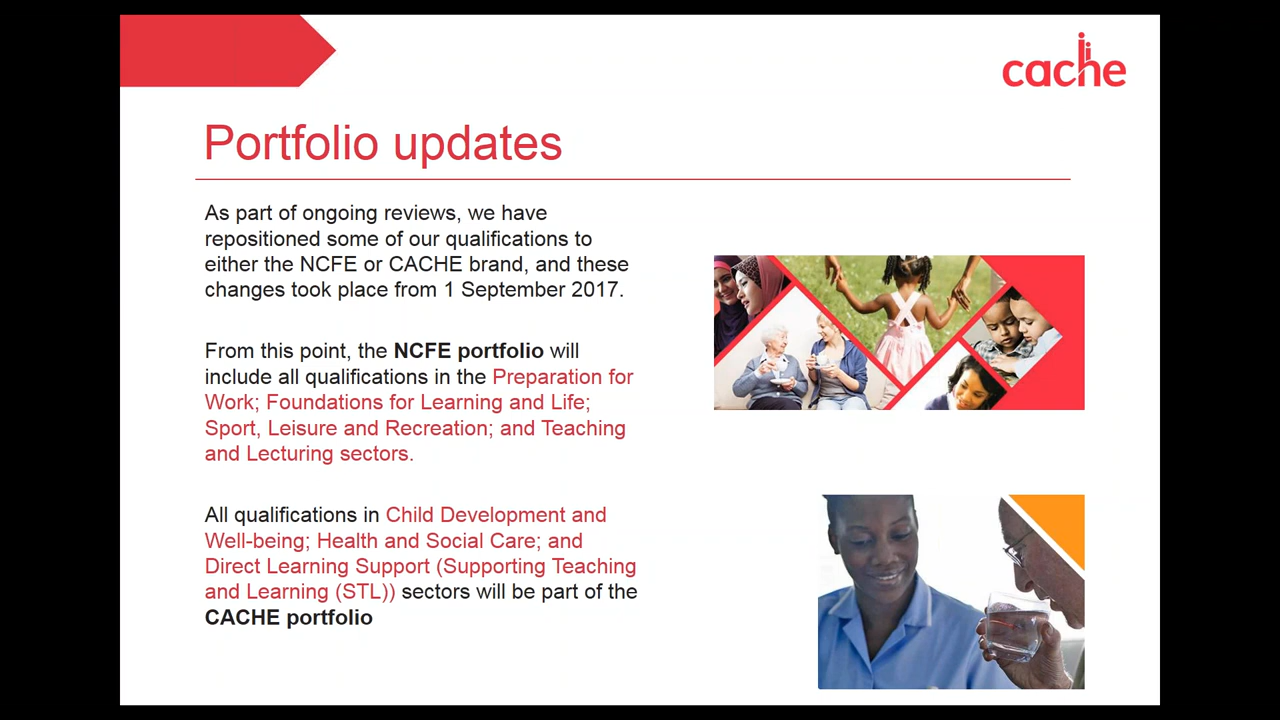 cache
Portfolio updates
As part of ongoing reviews, we have
repositioned some of our qualifications to
either the NCFE or CACHE brand, and these
changes took place from 1 September 2017.
From this point, the NCFE portfolio will
include all qualifications in the Preparation for
Work; Foundations for Learning and Life;
Sport, Leisure and Recreation; and Teaching
and Lecturing sectors.
All qualifications in Child Development and
Well-being; Health and Social Care; and
Direct Learning Support (Supporting Teaching
and Learning (STL)) sectors will be part of the
CACHE portfolio